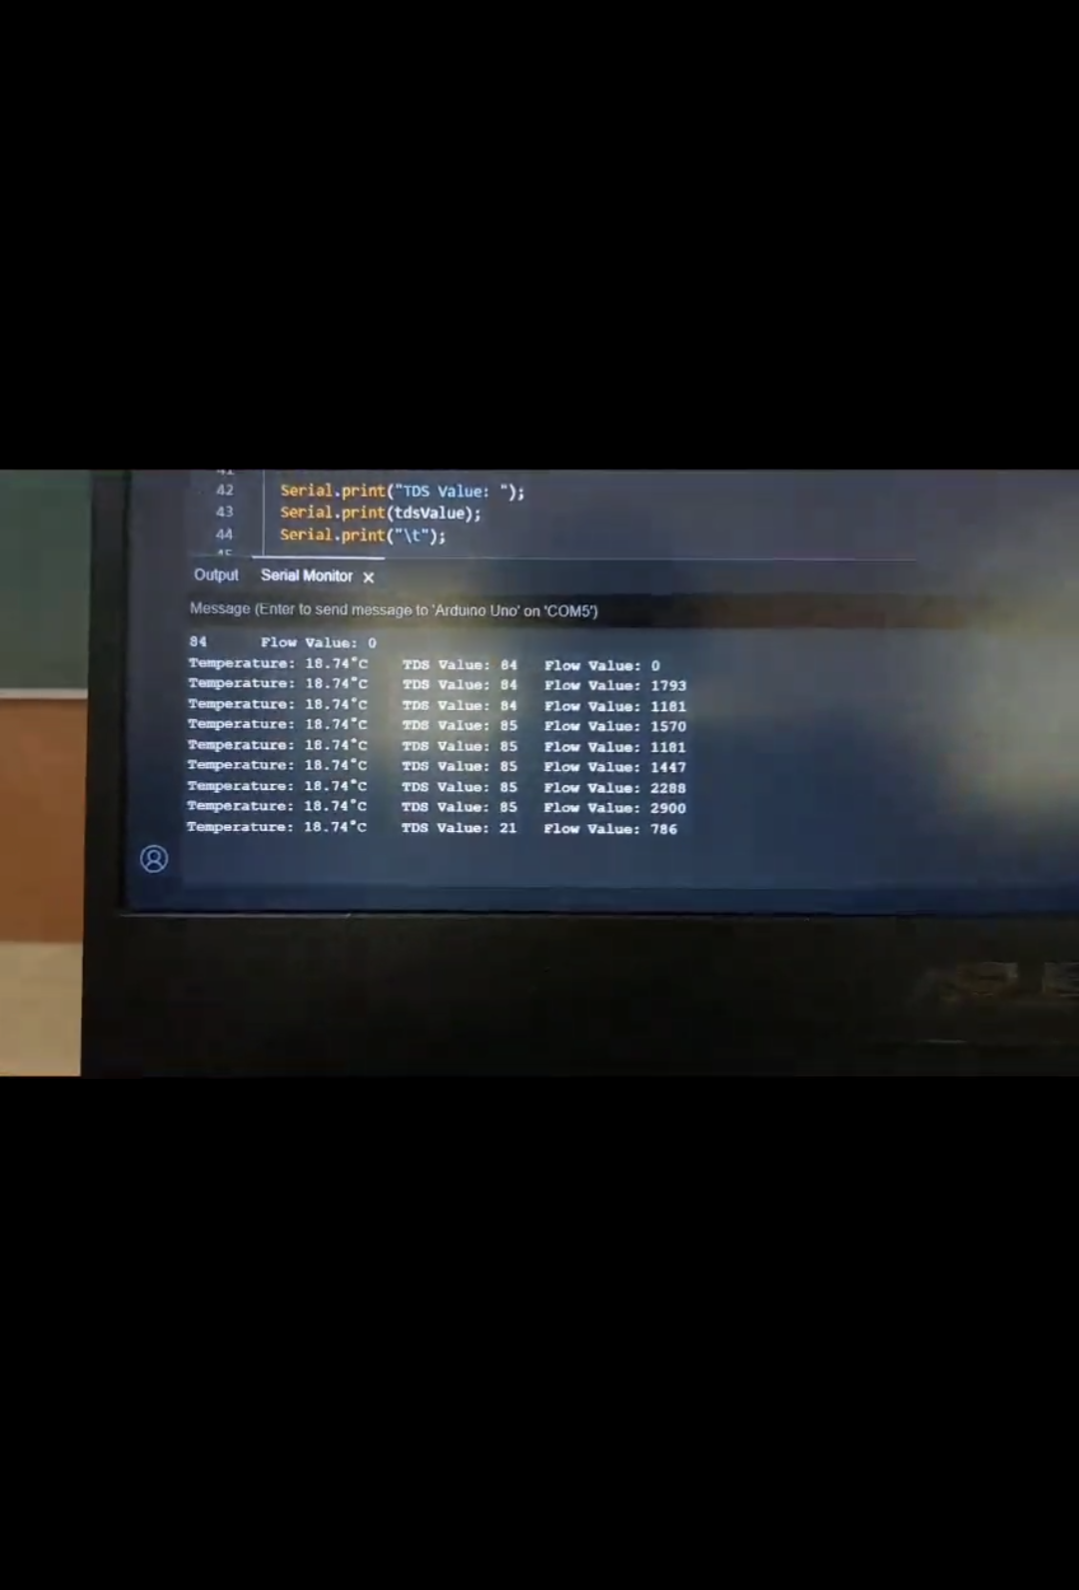 41
42 Serial.print("TDS Value: ");
43 Serial.print(tdsValue);
44 Serial.print("\t");
45
Output Serial Monitor ×
Message (Enter to send message to 'Arduino Uno' on 'COM5')
84 Flow Value: 0
Temperature: 18.74°C TDS Value: 84 Flow Value: 0
Temperature: 18.74°C TDS Value: 84 Flow Value: 1793
Temperature: 18.74°C TDS Value: 84 Flow Value: 1181
Temperature: 18.74°C TDS Value: 85 Flow Value: 1570
Temperature: 18.74°C TDS Value: 85 Flow Value: 1181
Temperature: 18.74°C TDS Value: 85 Flow Value: 1447
Temperature: 18.74°C TDS Value: 85 Flow Value: 2288
Temperature: 18.74°C TDS Value: 85 Flow Value: 2900
Temperature: 18.74°C TDS Value: 21 Flow Value: 786